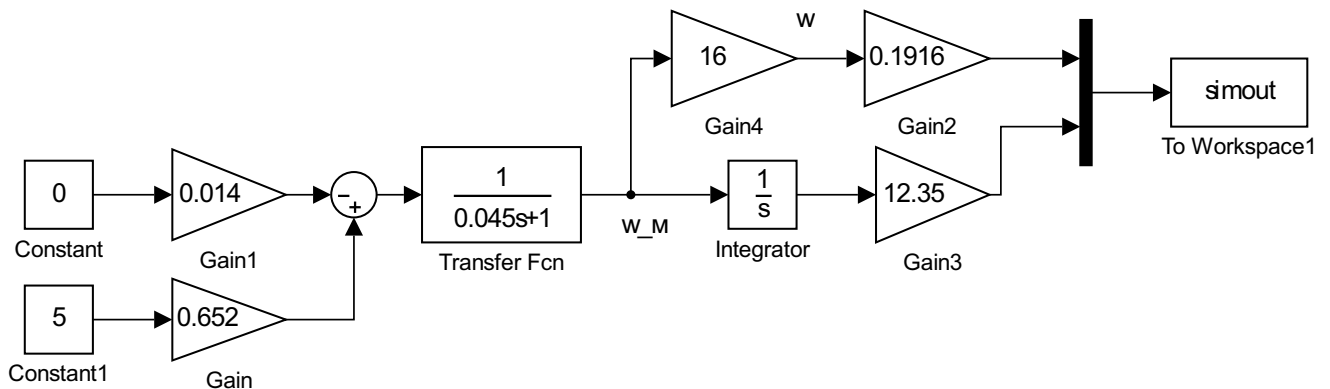 w
16
0.1916
simout
Gain4
Gain2
To Workspace1
0
0.014
−
+
1
0.045s+1
w_M
1
s
12.35
Constant
Gain1
Transfer Fcn
Integrator
Gain3
5
0.652
Constant1
Gain